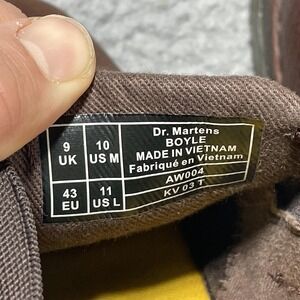 9 UK
10 US M
43 EU
11 US L
Dr. Martens
BOYLE
MADE IN VIETNAM
Fabriqué en Vietnam
AW004
KV 03 T